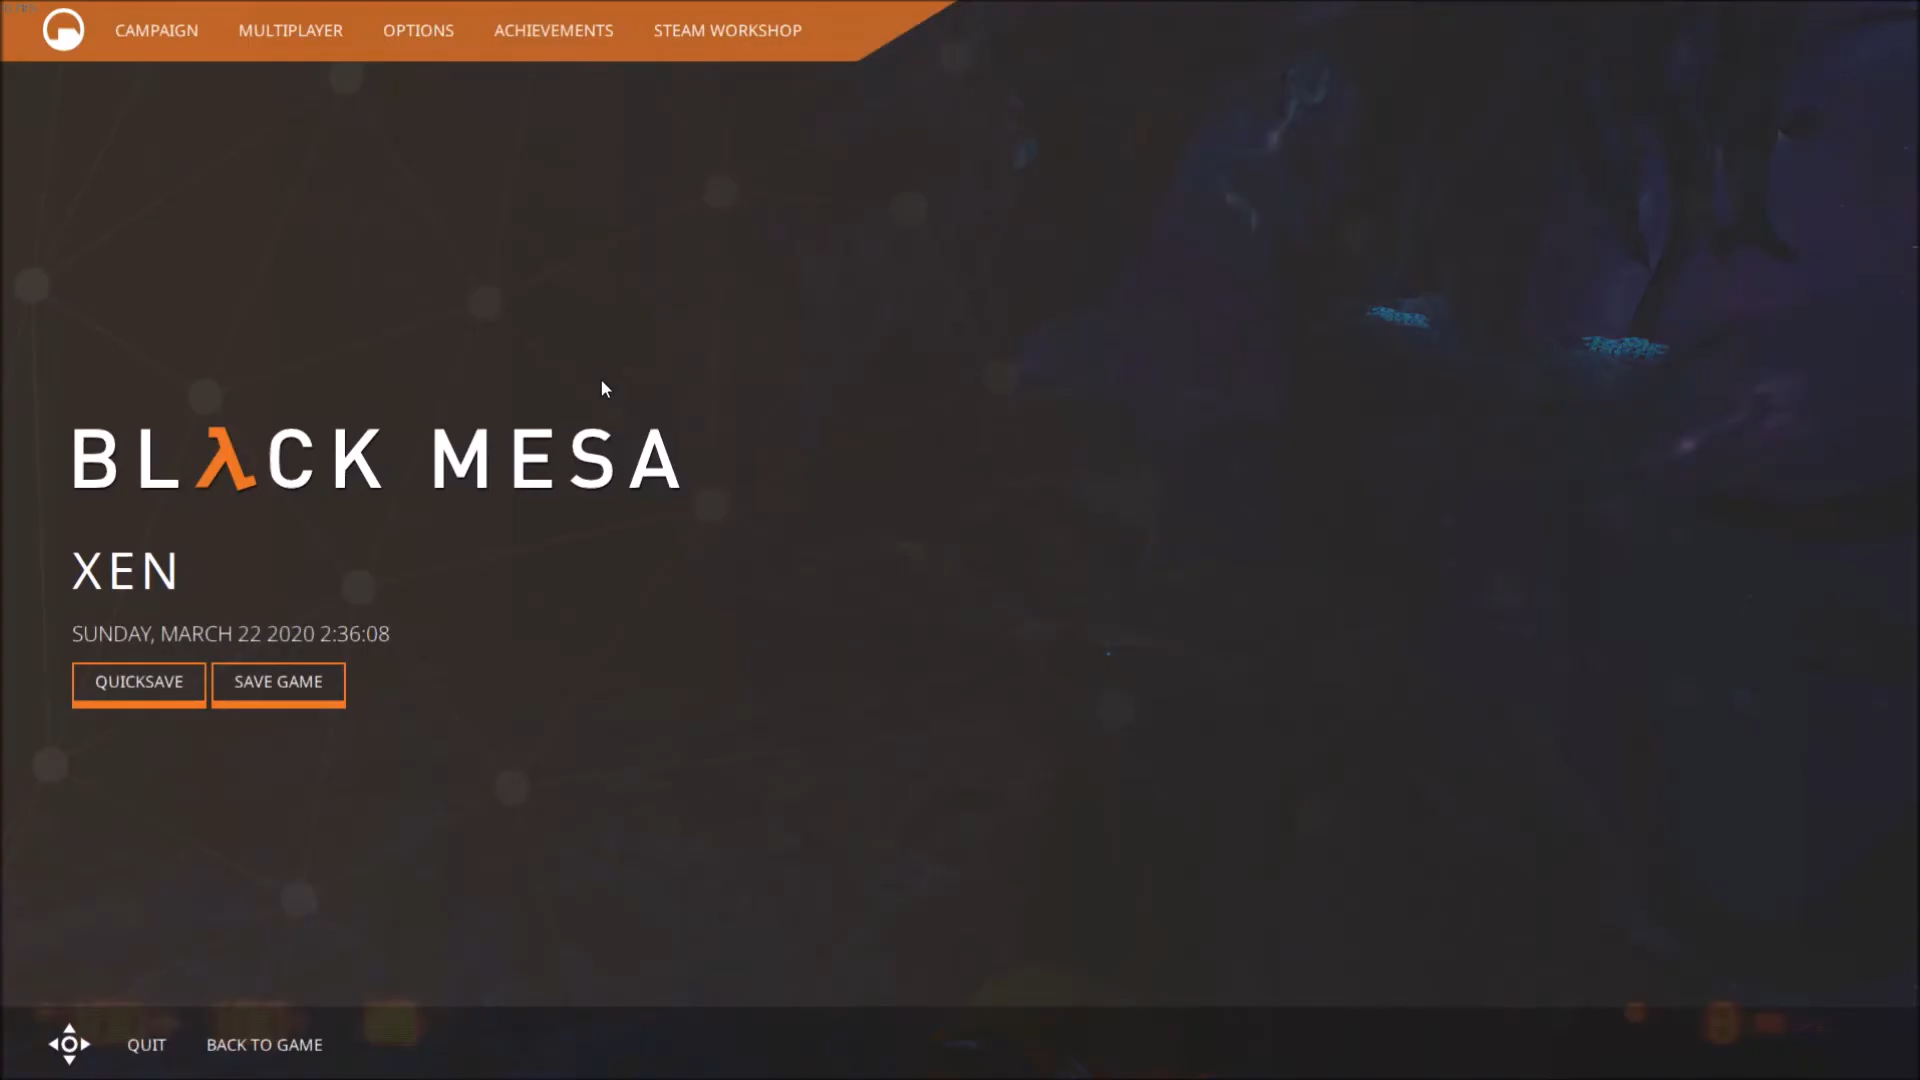 CAMPAIGN MULTIPLAYER OPTIONS ACHIEVEMENTS STEAM WORKSHOP
BLλCK MESA
XEN
SUNDAY, MARCH 22 2020 2:36:08
QUICKSAVE SAVE GAME
QUIT BACK TO GAME